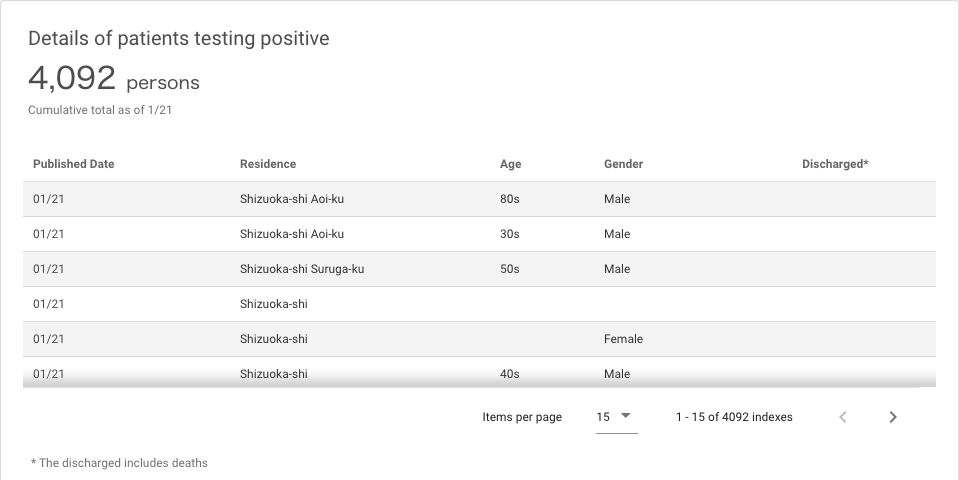 Details of patients testing positive
4,092 persons
Cumulative total as of 1/21
Published Date Residence Age Gender Discharged*
01/21 Shizuoka-shi Aoi-ku 80s Male
01/21 Shizuoka-shi Aoi-ku 30s Male
01/21 Shizuoka-shi Suruga-ku 50s Male
01/21 Shizuoka-shi
01/21 Shizuoka-shi Female
01/21 Shizuoka-shi 40s Male
Items per page 15 1 - 15 of 4092 indexes
* The discharged includes deaths